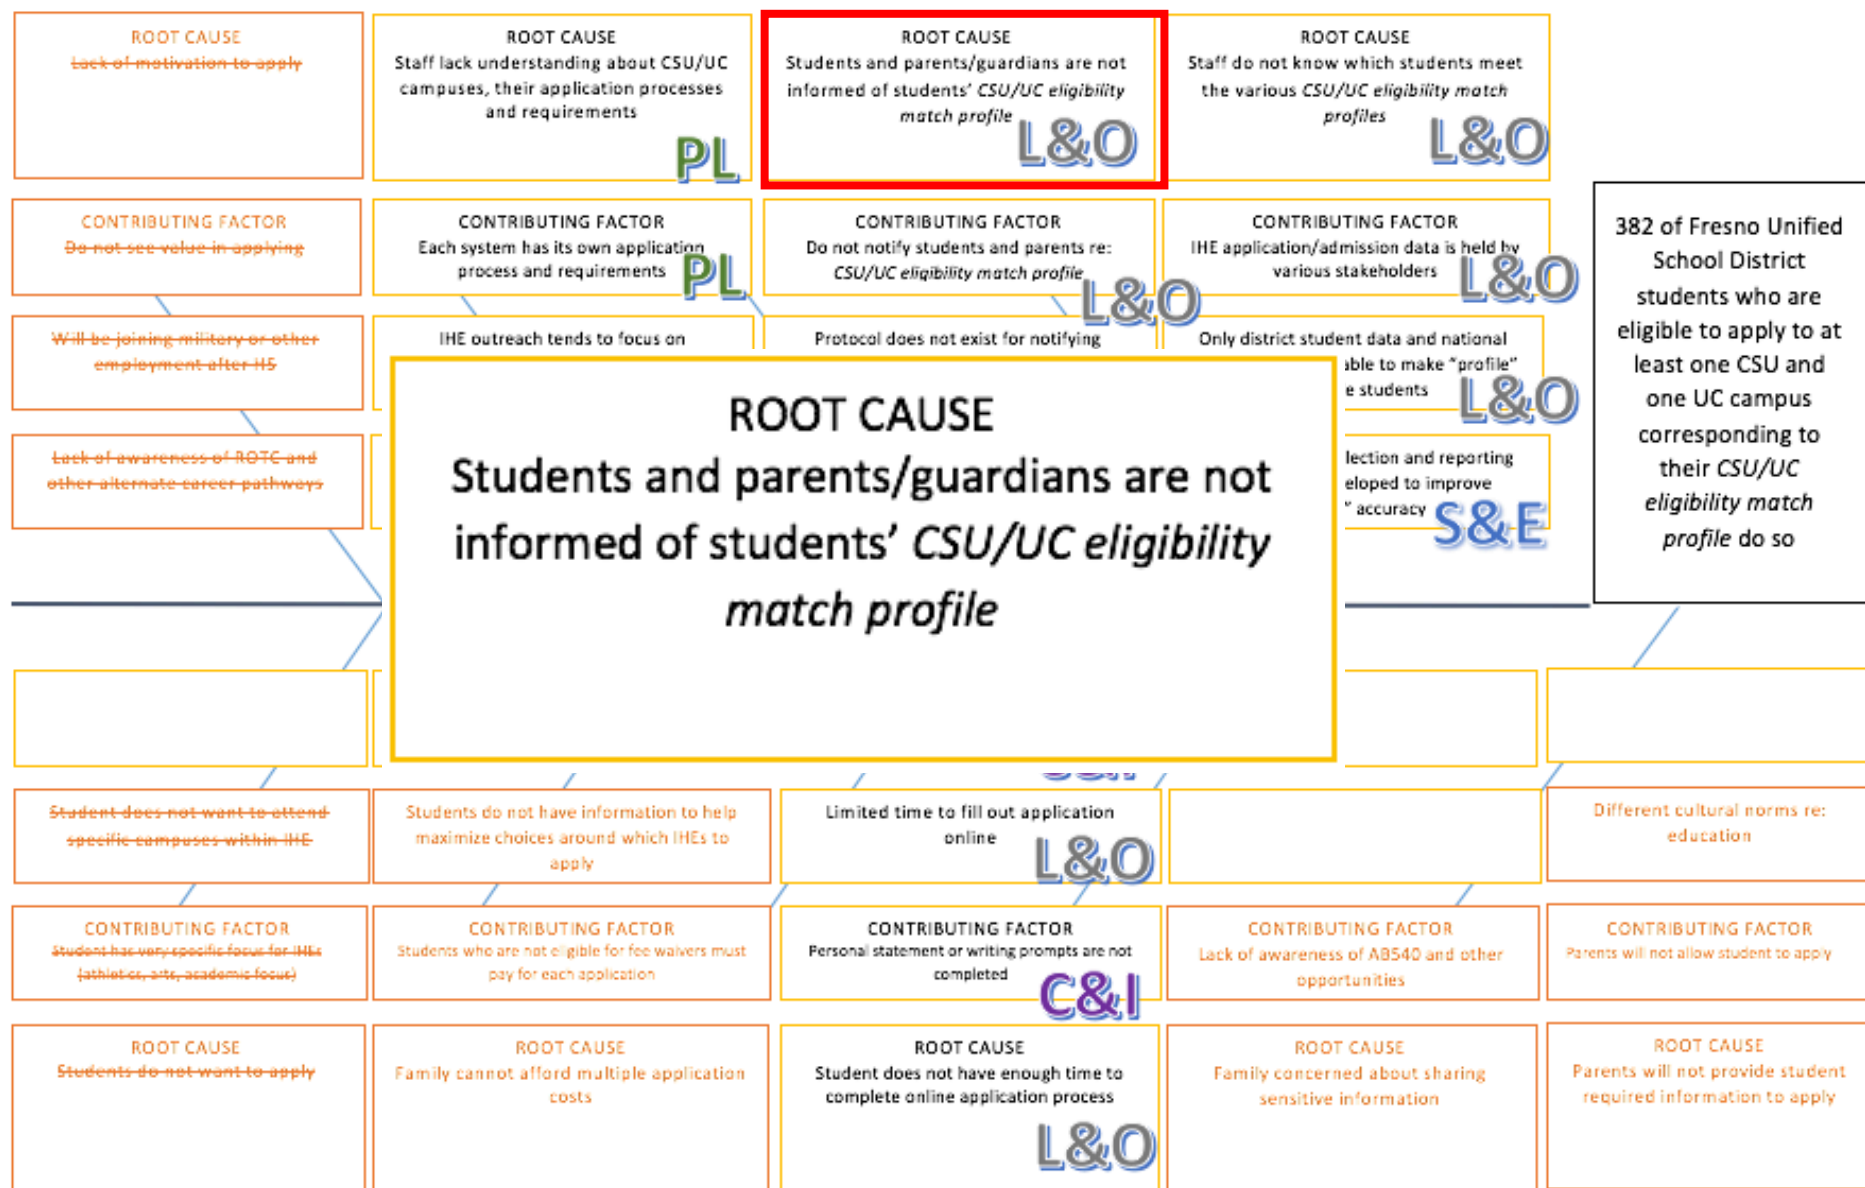 ROOT CAUSE
Lack of motivation to apply
ROOT CAUSE
Staff lack understanding about CSU/UC
campuses, their application processes
and requirements
PL
ROOT CAUSE
Students and parents/guardians are not
informed of students’ CSU/UC eligibility
match profile
L&O
ROOT CAUSE
Staff do not know which students meet
the various CSU/UC eligibility match
profiles
L&O
CONTRIBUTING FACTOR
Do not see value in applying
CONTRIBUTING FACTOR
Each system has its own application
process and requirements
PL
CONTRIBUTING FACTOR
Do not notify students and parents re:
CSU/UC eligibility match profile
L&O
CONTRIBUTING FACTOR
IHE application/admission data is held by
various stakeholders
L&O
382 of Fresno Unified
School District
students who are
eligible to apply to at
least one CSU and
one UC campus
corresponding to
their CSU/UC
eligibility match
profile do so
Will be joining military or other
employment after HS
IHE outreach tends to focus on
Protocol does not exist for notifying
Only district student data and national
able to make “profile”
e students
L&O
Lack of awareness of ROTC and
other alternate career pathways
lection and reporting
eloped to improve
” accuracy
S&E
ROOT CAUSE
Students and parents/guardians are not
informed of students’ CSU/UC eligibility
match profile
Student does not want to attend
specific campuses within IHE
Students do not have information to help
maximize choices around which IHEs to
apply
Limited time to fill out application
online
L&O
Different cultural norms re:
education
CONTRIBUTING FACTOR
Student has very specific focus for IHEs
(athletics, arts, academic focus)
CONTRIBUTING FACTOR
Students who are not eligible for fee waivers must
pay for each application
CONTRIBUTING FACTOR
Personal statement or writing prompts are not
completed
C&I
CONTRIBUTING FACTOR
Lack of awareness of AB540 and other
opportunities
CONTRIBUTING FACTOR
Parents will not allow student to apply
ROOT CAUSE
Students do not want to apply
ROOT CAUSE
Family cannot afford multiple application
costs
ROOT CAUSE
Student does not have enough time to
complete online application process
L&O
ROOT CAUSE
Family concerned about sharing
sensitive information
ROOT CAUSE
Parents will not provide student
required information to apply